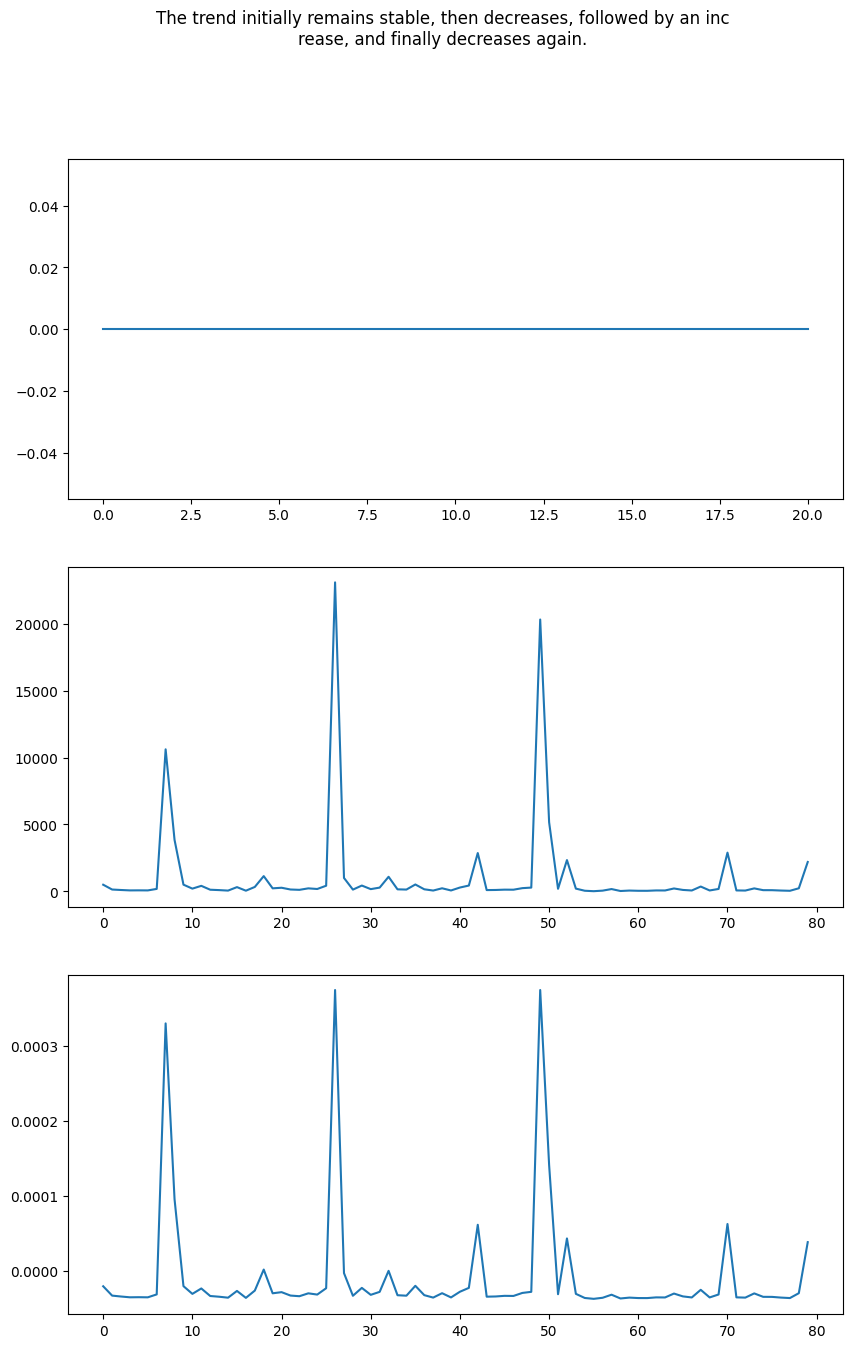 The trend initially remains stable, then decreases, followed by an inc
rease, and finally decreases again.
0.04
0.02
0.00
−0.02
−0.04
0.0 2.5 5.0 7.5 10.0 12.5 15.0 17.5 20.0
20000
15000
10000
5000
0
0 10 20 30 40 50 60 70 80
0.0003
0.0002
0.0001
0.0000
0 10 20 30 40 50 60 70 80